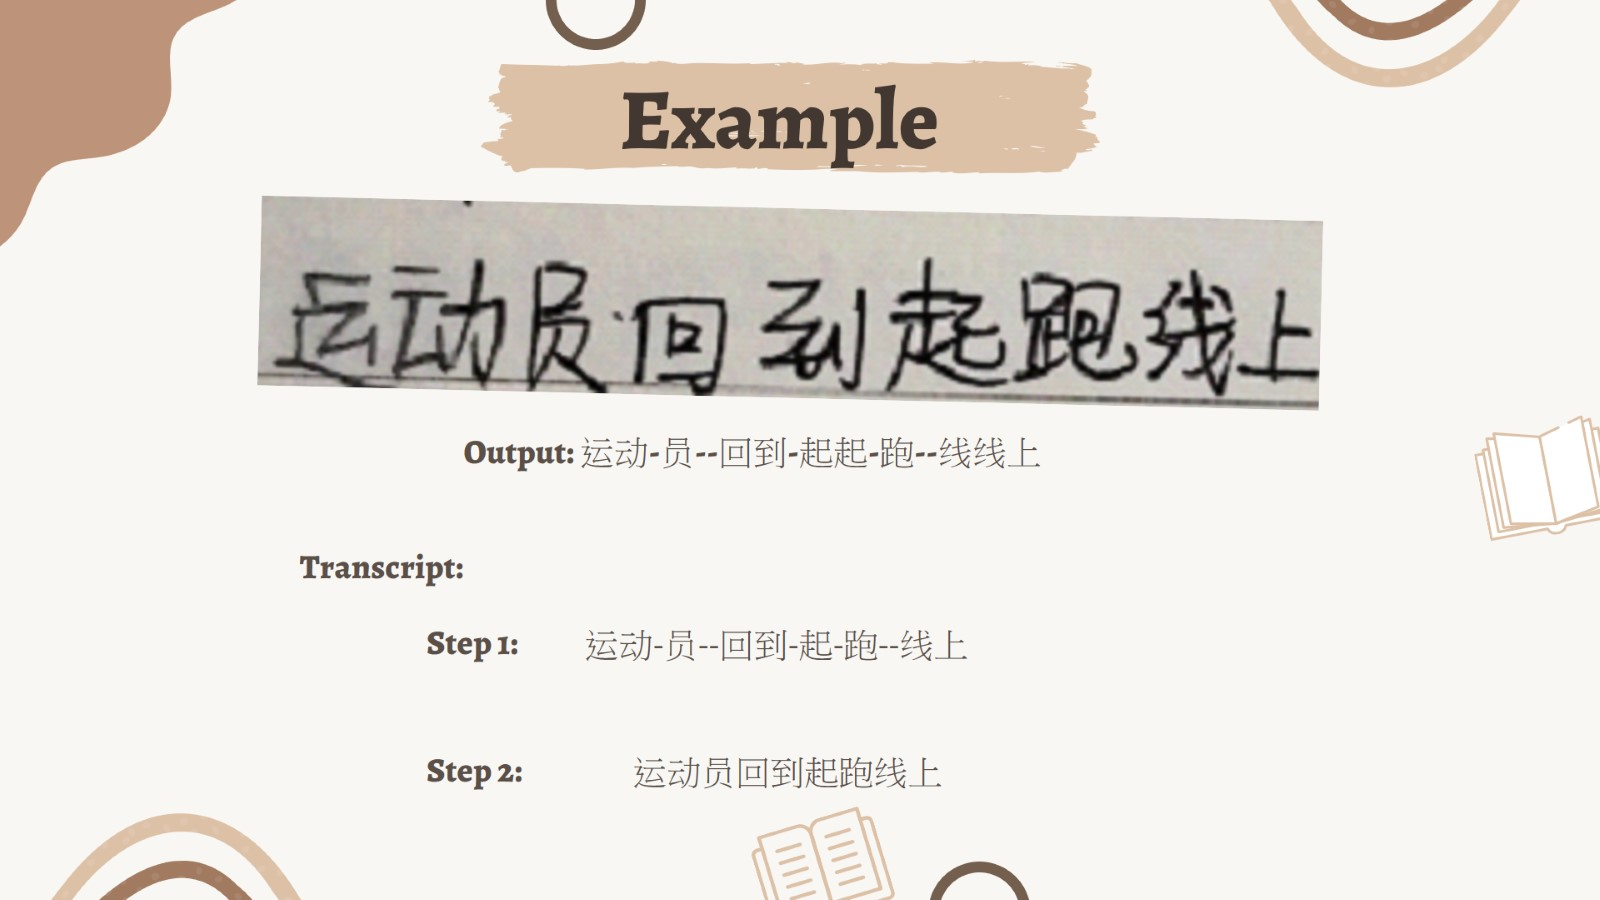 Example
运动员回到起跑线上
Output: 运动-员--回到-起起-跑--线线上
Transcript:
Step 1: 运动-员--回到-起-跑--线上
Step 2: 运动员回到起跑线上